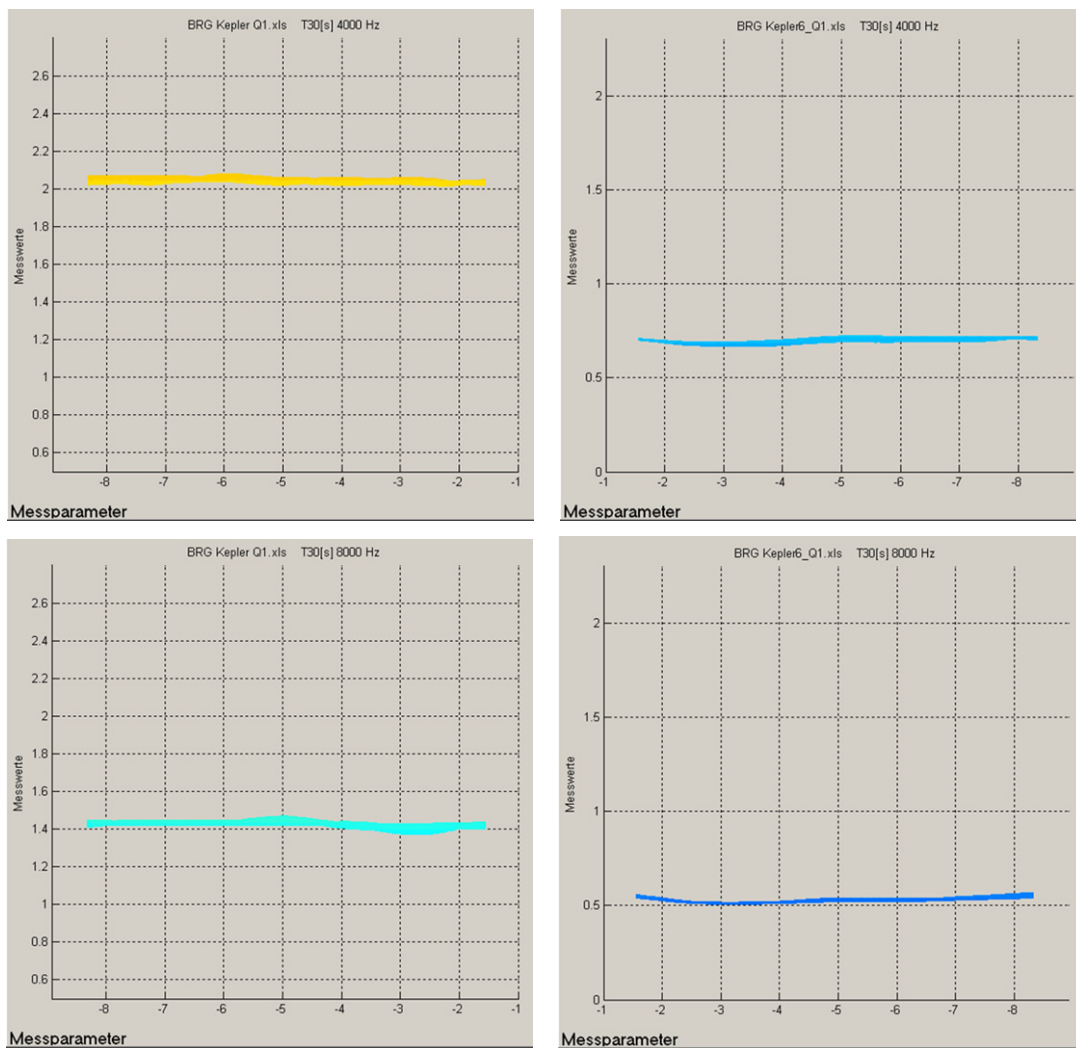 BRG Kepler Q1.xls T30[s] 4000 Hz
2.6
2.4
2.2
2
1.8
1.6
1.4
1.2
1
0.8
0.6
Messwerte
-8 -7 -6 -5 -4 -3 -2 -1
Messparameter
BRG Kepler6_Q1.xls T30[s] 4000 Hz
2
1.5
1
0.5
0
Messwerte
-1 -2 -3 -4 -5 -6 -7 -8
Messparameter
BRG Kepler Q1.xls T30[s] 8000 Hz
2.6
2.4
2.2
2
1.8
1.6
1.4
1.2
1
0.8
0.6
Messwerte
-8 -7 -6 -5 -4 -3 -2 -1
Messparameter
BRG Kepler6_Q1.xls T30[s] 8000 Hz
2
1.5
1
0.5
0
Messwerte
-1 -2 -3 -4 -5 -6 -7 -8
Messparameter